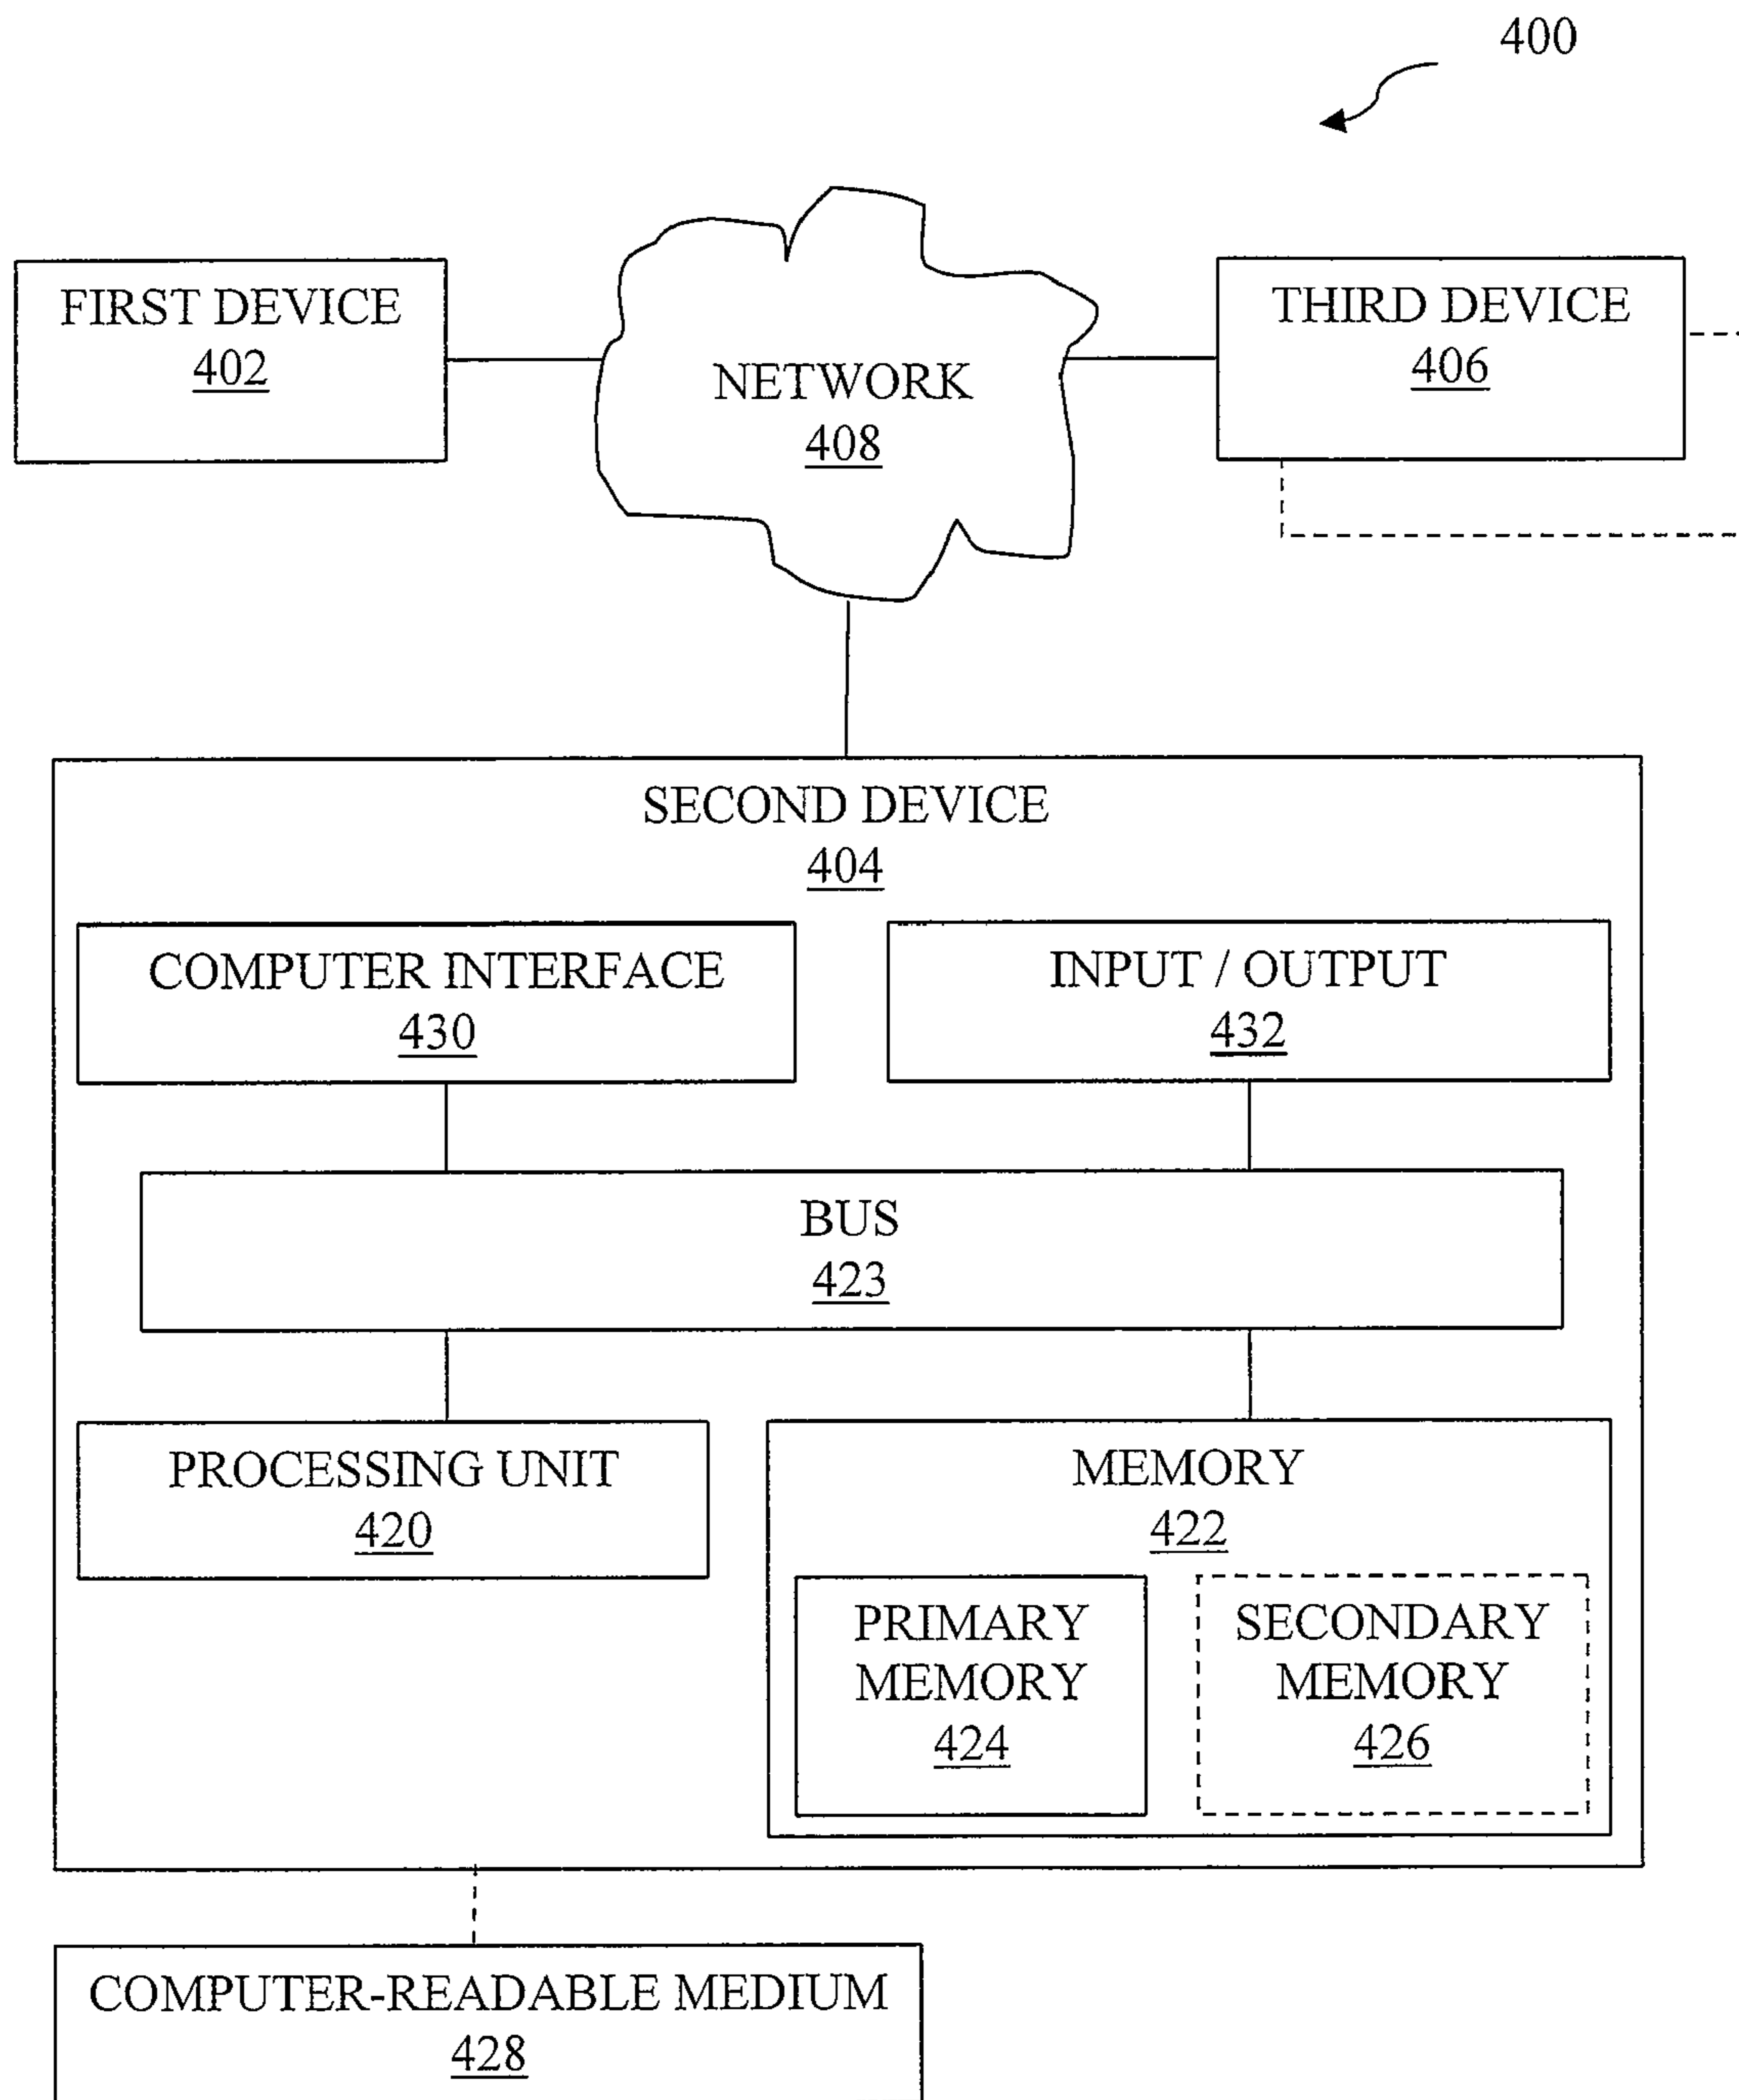 400
FIRST DEVICE
402
NETWORK
408
THIRD DEVICE
406
SECOND DEVICE
404
COMPUTER INTERFACE
430
INPUT / OUTPUT
432
BUS
423
PROCESSING UNIT
420
MEMORY
422
PRIMARY
MEMORY
424
SECONDARY
MEMORY
426
COMPUTER-READABLE MEDIUM
428